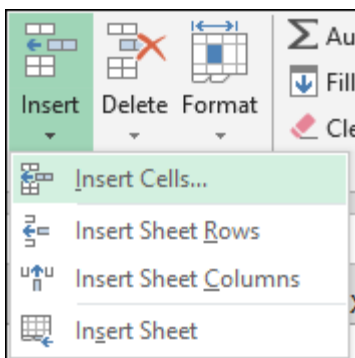 Insert Delete Format
Au
Fill
Cle
Insert Cells...
Insert Sheet Rows
Insert Sheet Columns
Insert Sheet